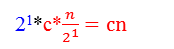 2¹*c*n/2¹ = cn